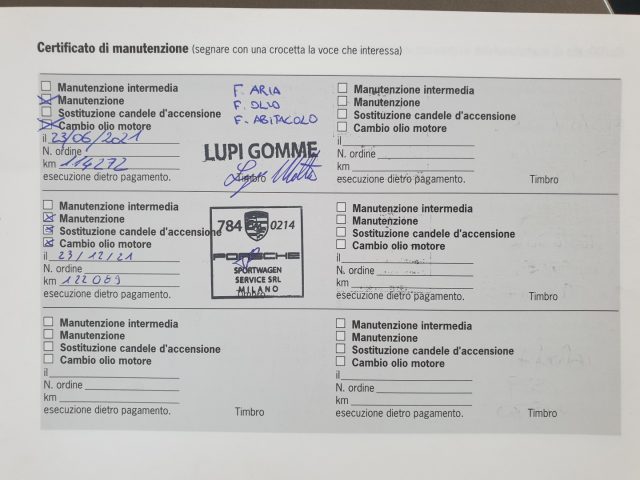 Certificato di manutenzione (segnare con una crocetta la voce che interessa)
Manutenzione intermedia
Manutenzione
Sostituzione candele d'accensione
Cambio olio motore
il 23/06/2021
N. ordine
km 114272
esecuzione dietro pagamento.
F. ARIA
F. OLIO
F. ABITACOLO
LUPI GOMME
Timbro
Manutenzione intermedia
Manutenzione
Sostituzione candele d'accensione
Cambio olio motore
il
N. ordine
km
esecuzione dietro pagamento.
Timbro
Manutenzione intermedia
Manutenzione
Sostituzione candele d'accensione
Cambio olio motore
il 23/12/21
N. ordine
km 122089
esecuzione dietro pagamento.
784 0214
PORSCHE
SPORTWAGEN
SERVICE SRL
MILANO
Timbro
Manutenzione intermedia
Manutenzione
Sostituzione candele d'accensione
Cambio olio motore
il
N. ordine
km
esecuzione dietro pagamento.
Timbro
Manutenzione intermedia
Manutenzione
Sostituzione candele d'accensione
Cambio olio motore
il
N. ordine
km
esecuzione dietro pagamento.
Timbro
Manutenzione intermedia
Manutenzione
Sostituzione candele d'accensione
Cambio olio motore
il
N. ordine
km
esecuzione dietro pagamento.
Timbro